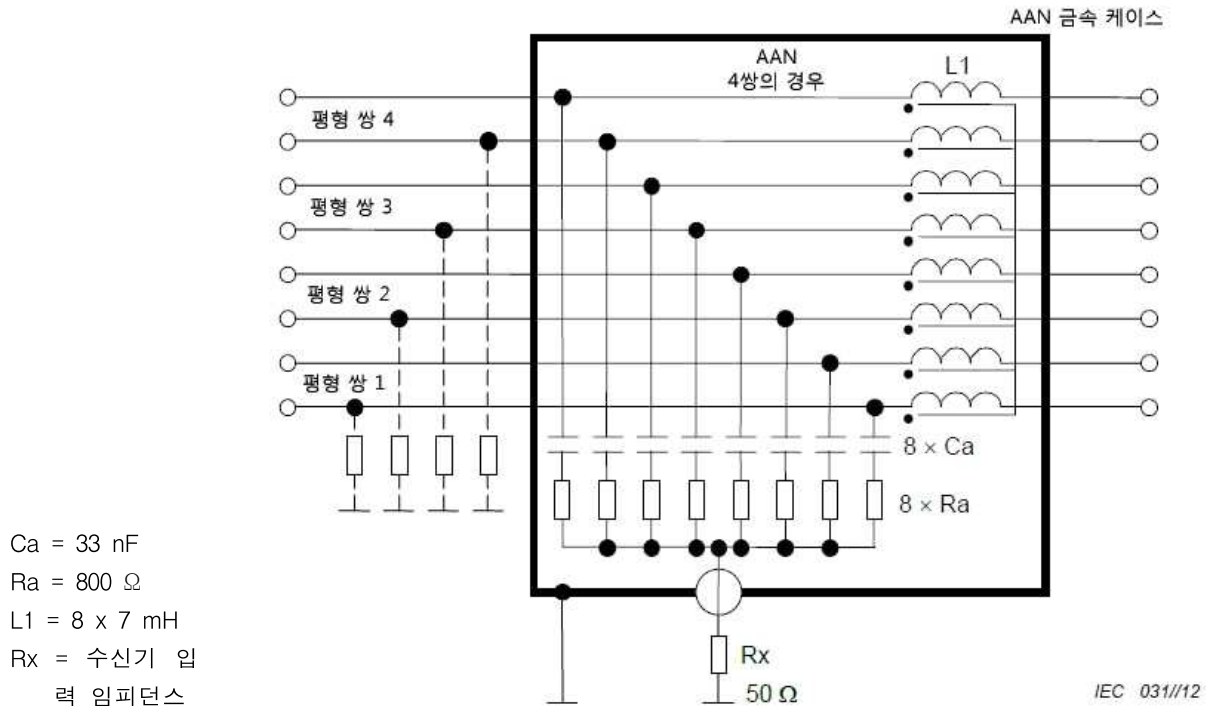 AAN 금속 케이스
AAN
4쌍의 경우
L1
평형 쌍 4
평형 쌍 3
평형 쌍 2
평형 쌍 1
8 × Ca
8 × Ra
Ca = 33 nF
Ra = 800 Ω
L1 = 8 x 7 mH
Rx = 수신기 입
력 임피던스
Rx
50 Ω
IEC 031//12